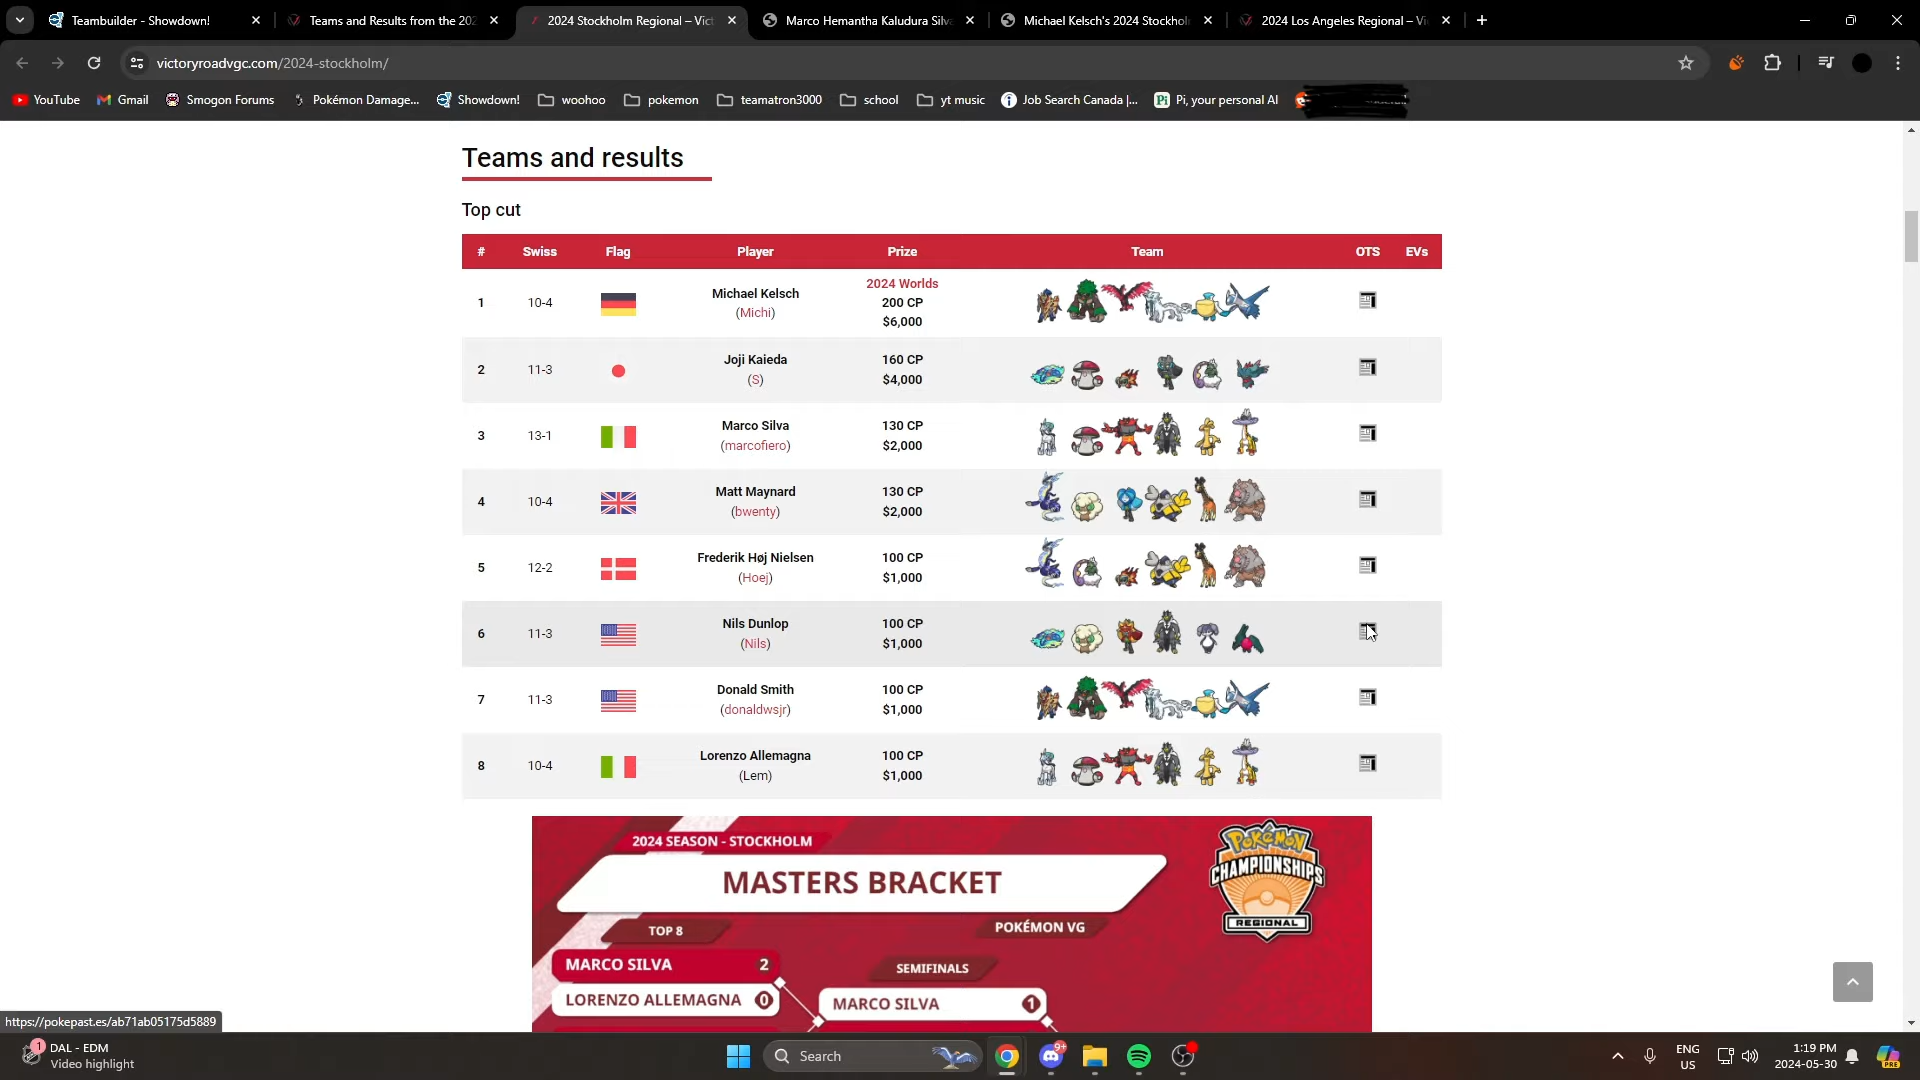 Teambuilder - Showdown!
Teams and Results from the 202
2024 Stockholm Regional – Vict
Marco Hemantha Kaludura Silva
Michael Kelsch's 2024 Stockhol
2024 Los Angeles Regional – Vi
victoryroadvgc.com/2024-stockholm/
YouTube
Gmail
Smogon Forums
Pokémon Damage...
Showdown!
woohoo
pokemon
teamatron3000
school
yt music
Job Search Canada |...
Pi, your personal AI
Teams and results
Top cut
# Swiss Flag Player Prize Team OTS EVs
2024 Worlds
1 10-4 Michael Kelsch 200 CP
(Michi) $6,000
2 11-3 Joji Kaieda 160 CP
(S) $4,000
3 13-1 Marco Silva 130 CP
(marcofiero) $2,000
4 10-4 Matt Maynard 130 CP
(bwenty) $2,000
5 12-2 Frederik Høj Nielsen 100 CP
(Hoej) $1,000
6 11-3 Nils Dunlop 100 CP
(Nils) $1,000
7 11-3 Donald Smith 100 CP
(donaldwsjr) $1,000
8 10-4 Lorenzo Allemagna 100 CP
(Lem) $1,000
2024 SEASON - STOCKHOLM
MASTERS BRACKET
Pokémon
CHAMPIONSHIPS
REGIONAL
TOP 8
POKÉMON VG
MARCO SILVA 2
SEMIFINALS
LORENZO ALLEMAGNA 0
MARCO SILVA 1
https://pokepast.es/ab71ab05175d5889
1
DAL - EDM
Video highlight
Search
9+
ENG
US
1:19 PM
2024-05-30
PRE